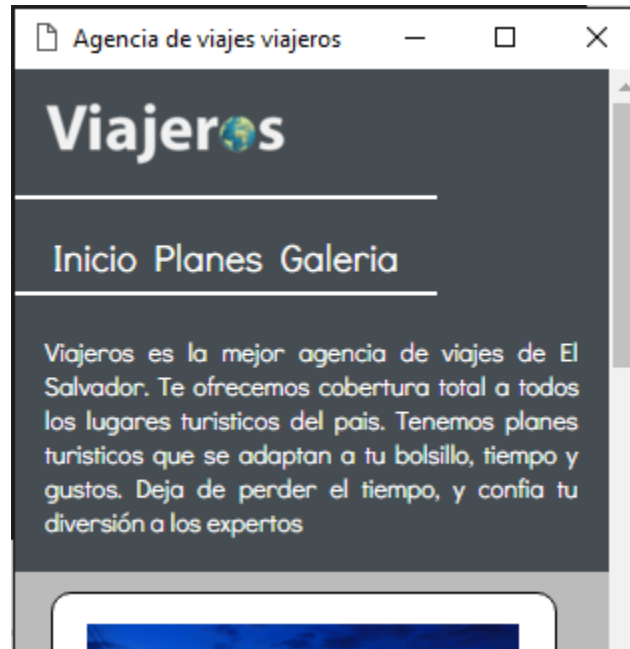 Agencia de viajes viajeros
Viajeros
Inicio Planes Galeria
Viajeros es la mejor agencia de viajes de El
Salvador. Te ofrecemos cobertura total a todos
los lugares turisticos del pais. Tenemos planes
turisticos que se adaptan a tu bolsillo, tiempo y
gustos. Deja de perder el tiempo, y confia tu
diversión a los expertos